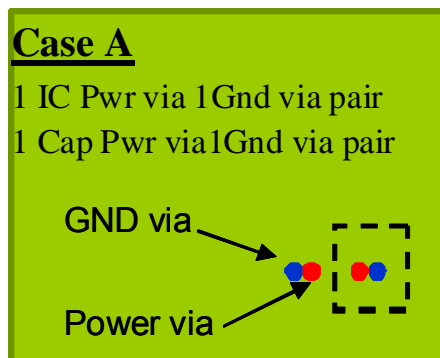 Case A
1 IC Pwr via 1Gnd via pair
1 Cap Pwr via1Gnd via pair
GND via
Power via